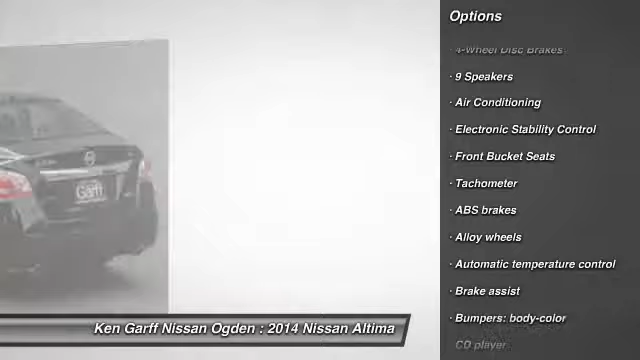 Options
· 4-Wheel Disc Brakes
· 9 Speakers
· Air Conditioning
· Electronic Stability Control
· Front Bucket Seats
· Tachometer
· ABS brakes
· Alloy wheels
· Automatic temperature control
· Brake assist
· Bumpers: body-color
· CD player
Garff
Ken Garff Nissan Ogden : 2014 Nissan Altima